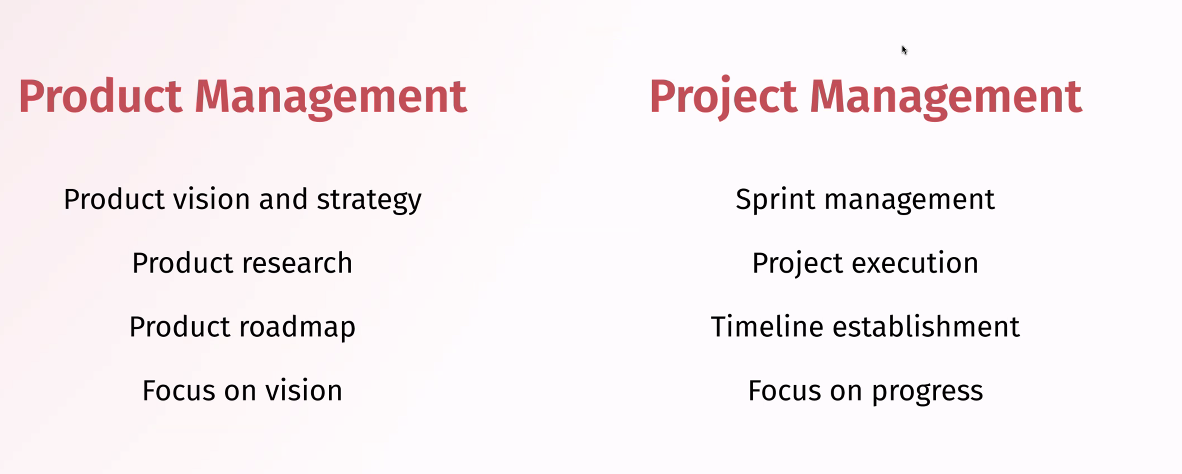 Product Management
Product vision and strategy
Product research
Product roadmap
Focus on vision
Project Management
Sprint management
Project execution
Timeline establishment
Focus on progress